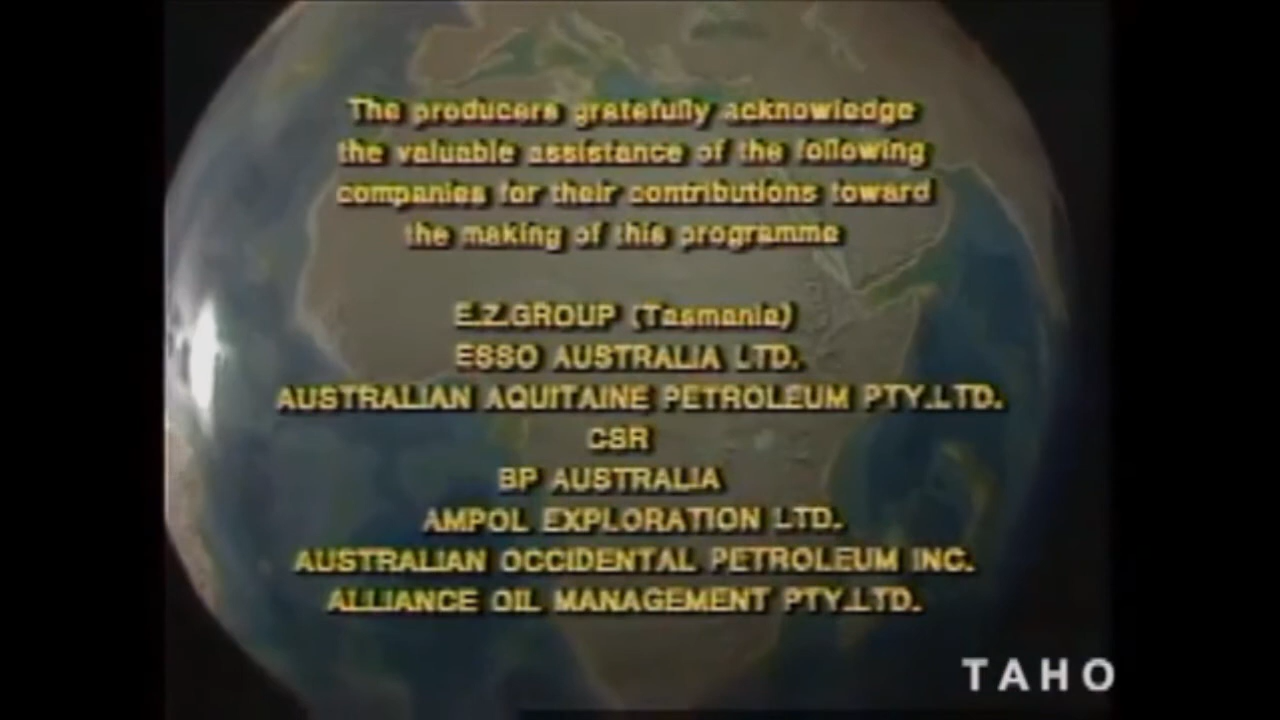 The producers gratefully acknowledge
the valuable assistance of the following
companies for their contributions toward
the making of this programme
E.Z.GROUP (Tasmania)
ESSO AUSTRALIA LTD.
AUSTRALIAN AQUITAINE PETROLEUM PTY.LTD.
CSR
BP AUSTRALIA
AMPOL EXPLORATION LTD.
AUSTRALIAN OCCIDENTAL PETROLEUM INC.
ALLIANCE OIL MANAGEMENT PTY.LTD.
TAHO